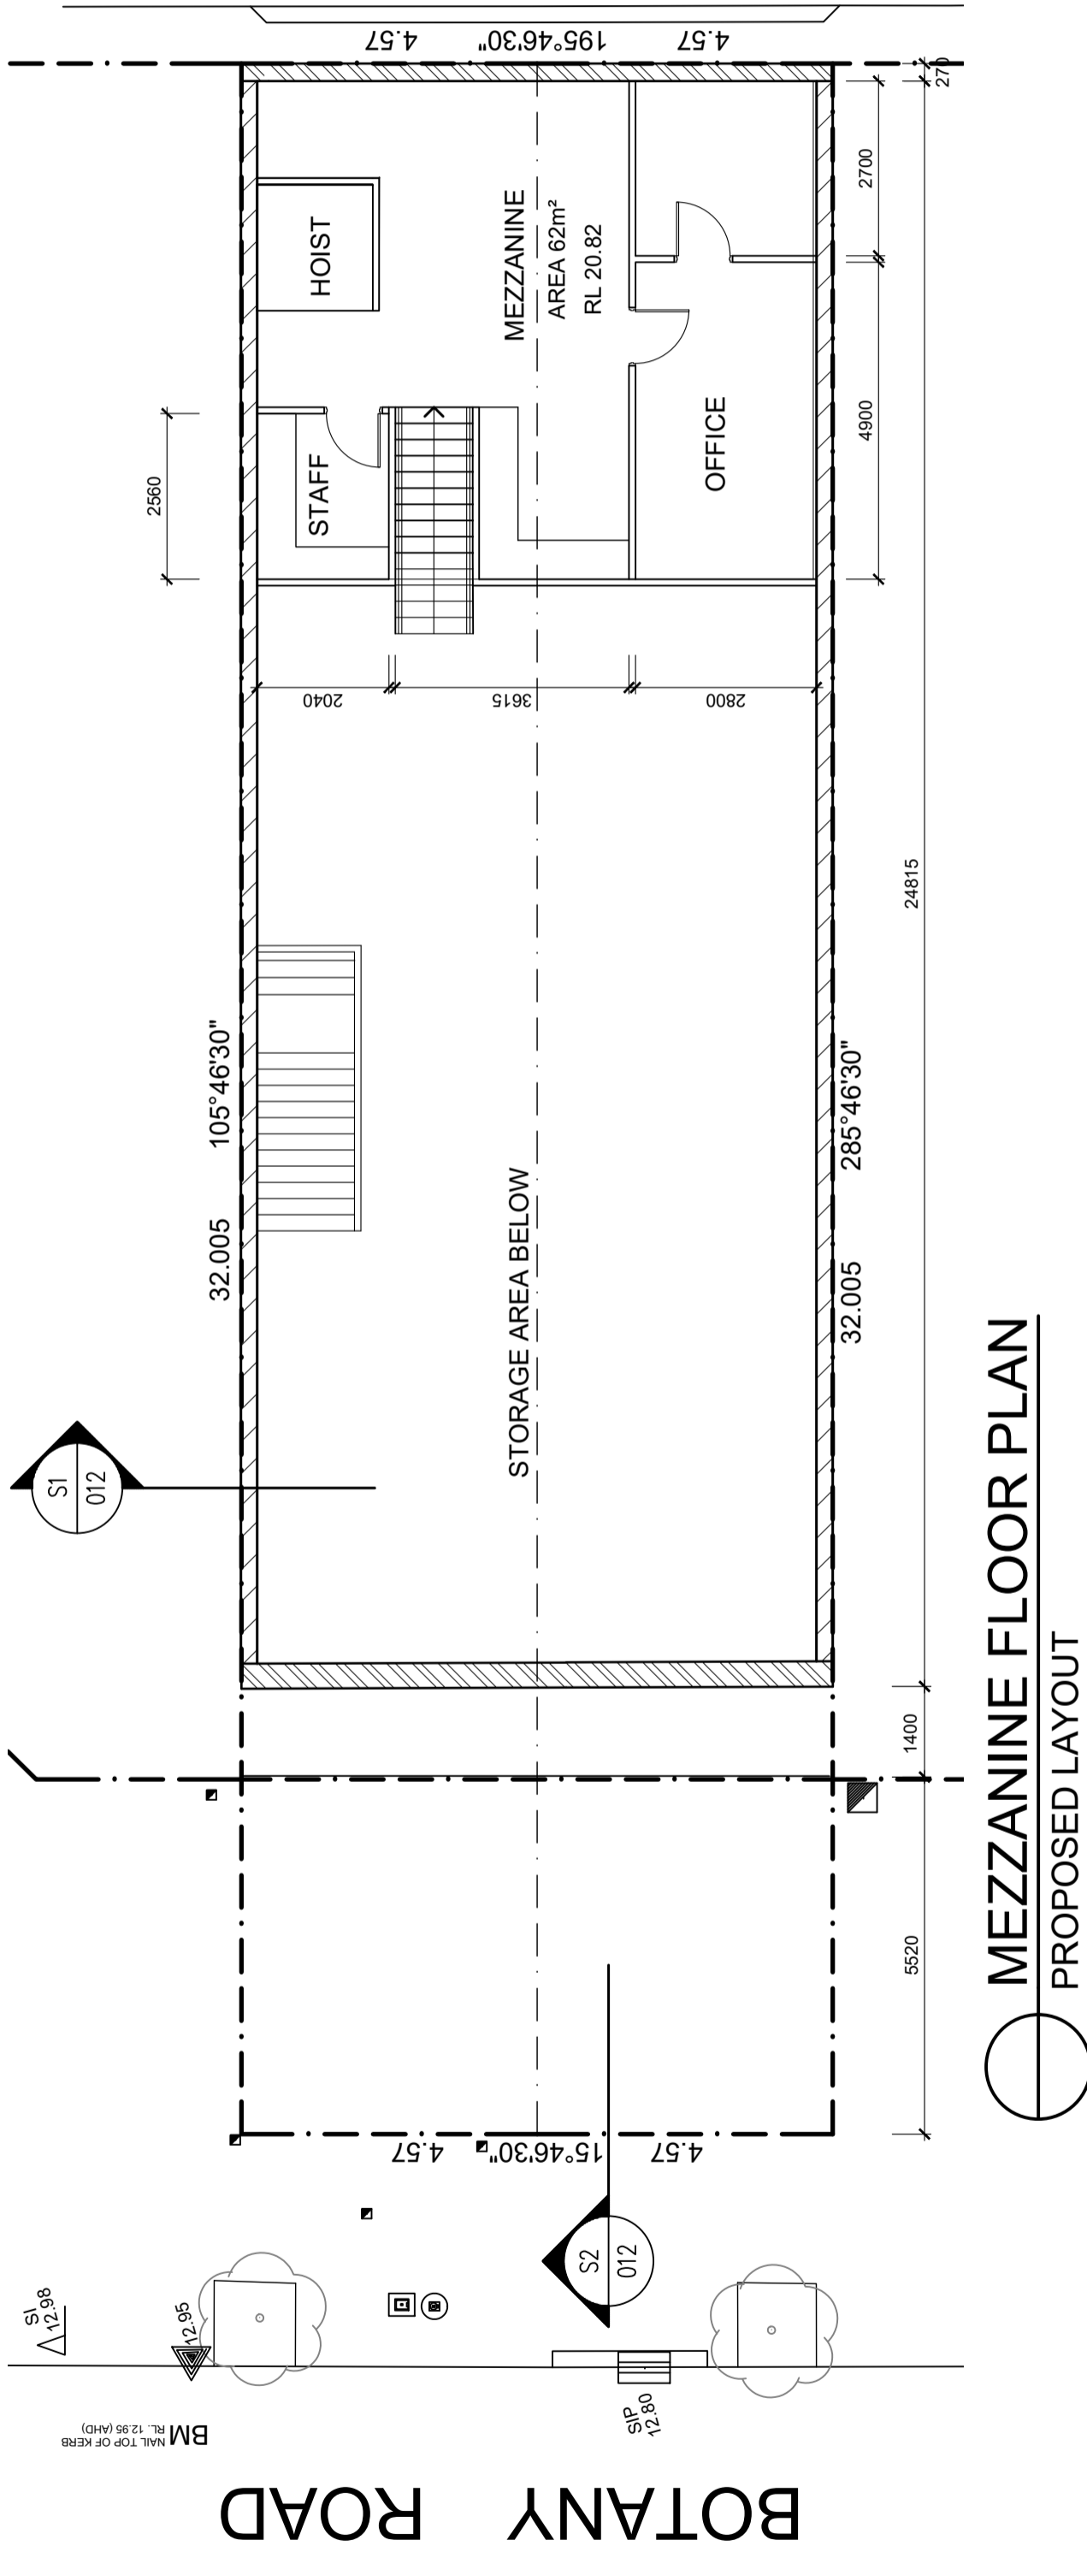 4.57
195°46'30"
4.57
270
2700
HOIST
MEZZANINE
AREA 62m²
RL 20.82
2560
STAFF
OFFICE
4900
2040
3615
2800
24815
105°46'30"
32.005
285°46'30"
32.005
STORAGE AREA BELOW
S1
012
1400
5520
4.57
15°46'30"
4.57
S2
012
SI
12.98
12.95
SIP
12.80
BM
NAIL TOP OF KERB
RL. 12.95 (AHD)
BOTANY ROAD
MEZZANINE FLOOR PLAN
PROPOSED LAYOUT